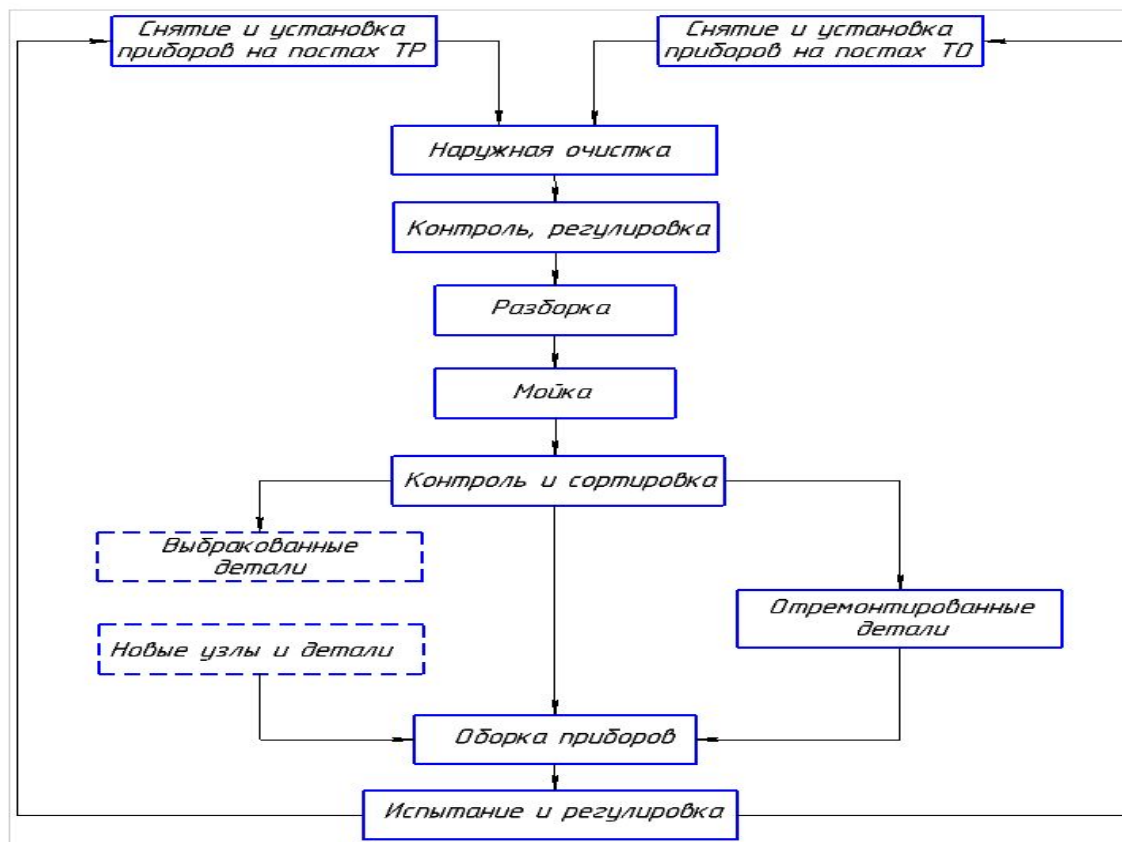 Снятие и установка
приборов на постах ТР
Снятие и установка
приборов на постах ТО
Наружная очистка
Контроль, регулировка
Разборка
Мойка
Контроль и сортировка
Выбракованные
детали
Отремонтированные
детали
Новые узлы и детали
Оборка приборов
Испытание и регулировка